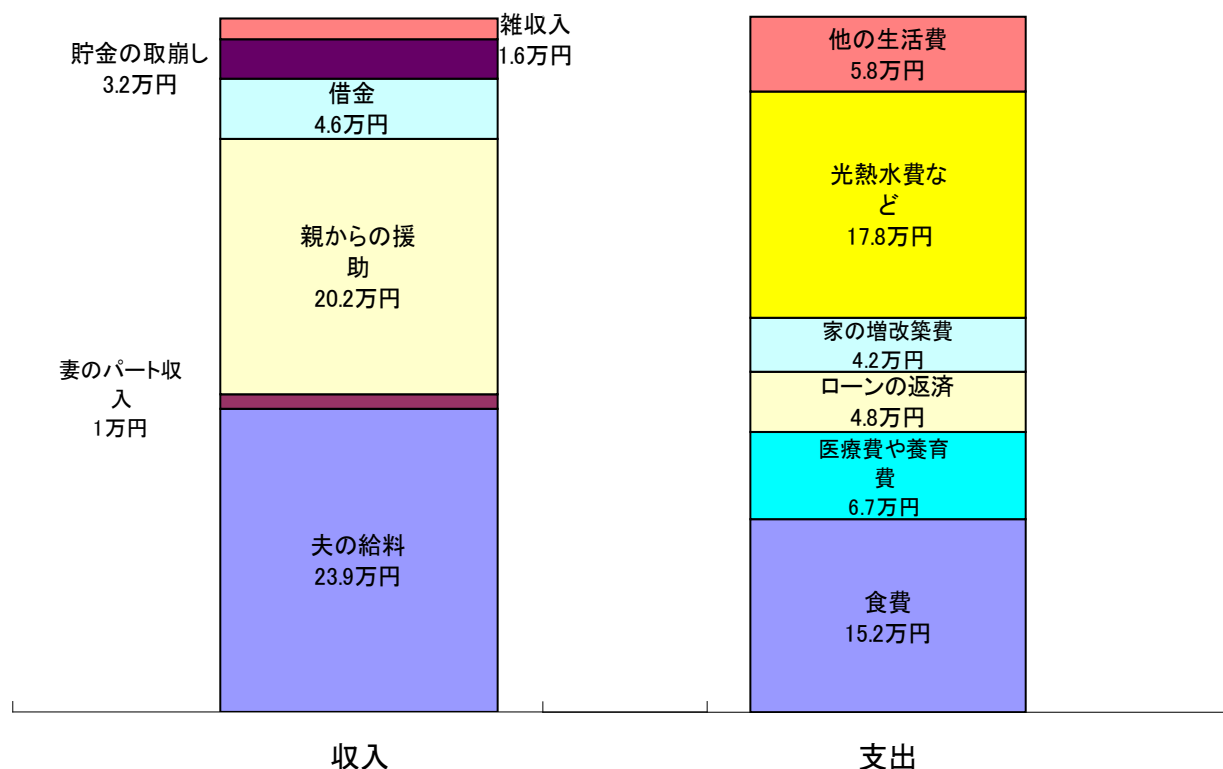 雑収入
1.6万円
貯金の取崩し
3.2万円
借金
4.6万円
親からの援
助
20.2万円
妻のパート収
入
1万円
夫の給料
23.9万円
収入
他の生活費
5.8万円
光熱水費な
ど
17.8万円
家の増改築費
4.2万円
ローンの返済
4.8万円
医療費や養育
費
6.7万円
食費
15.2万円
支出